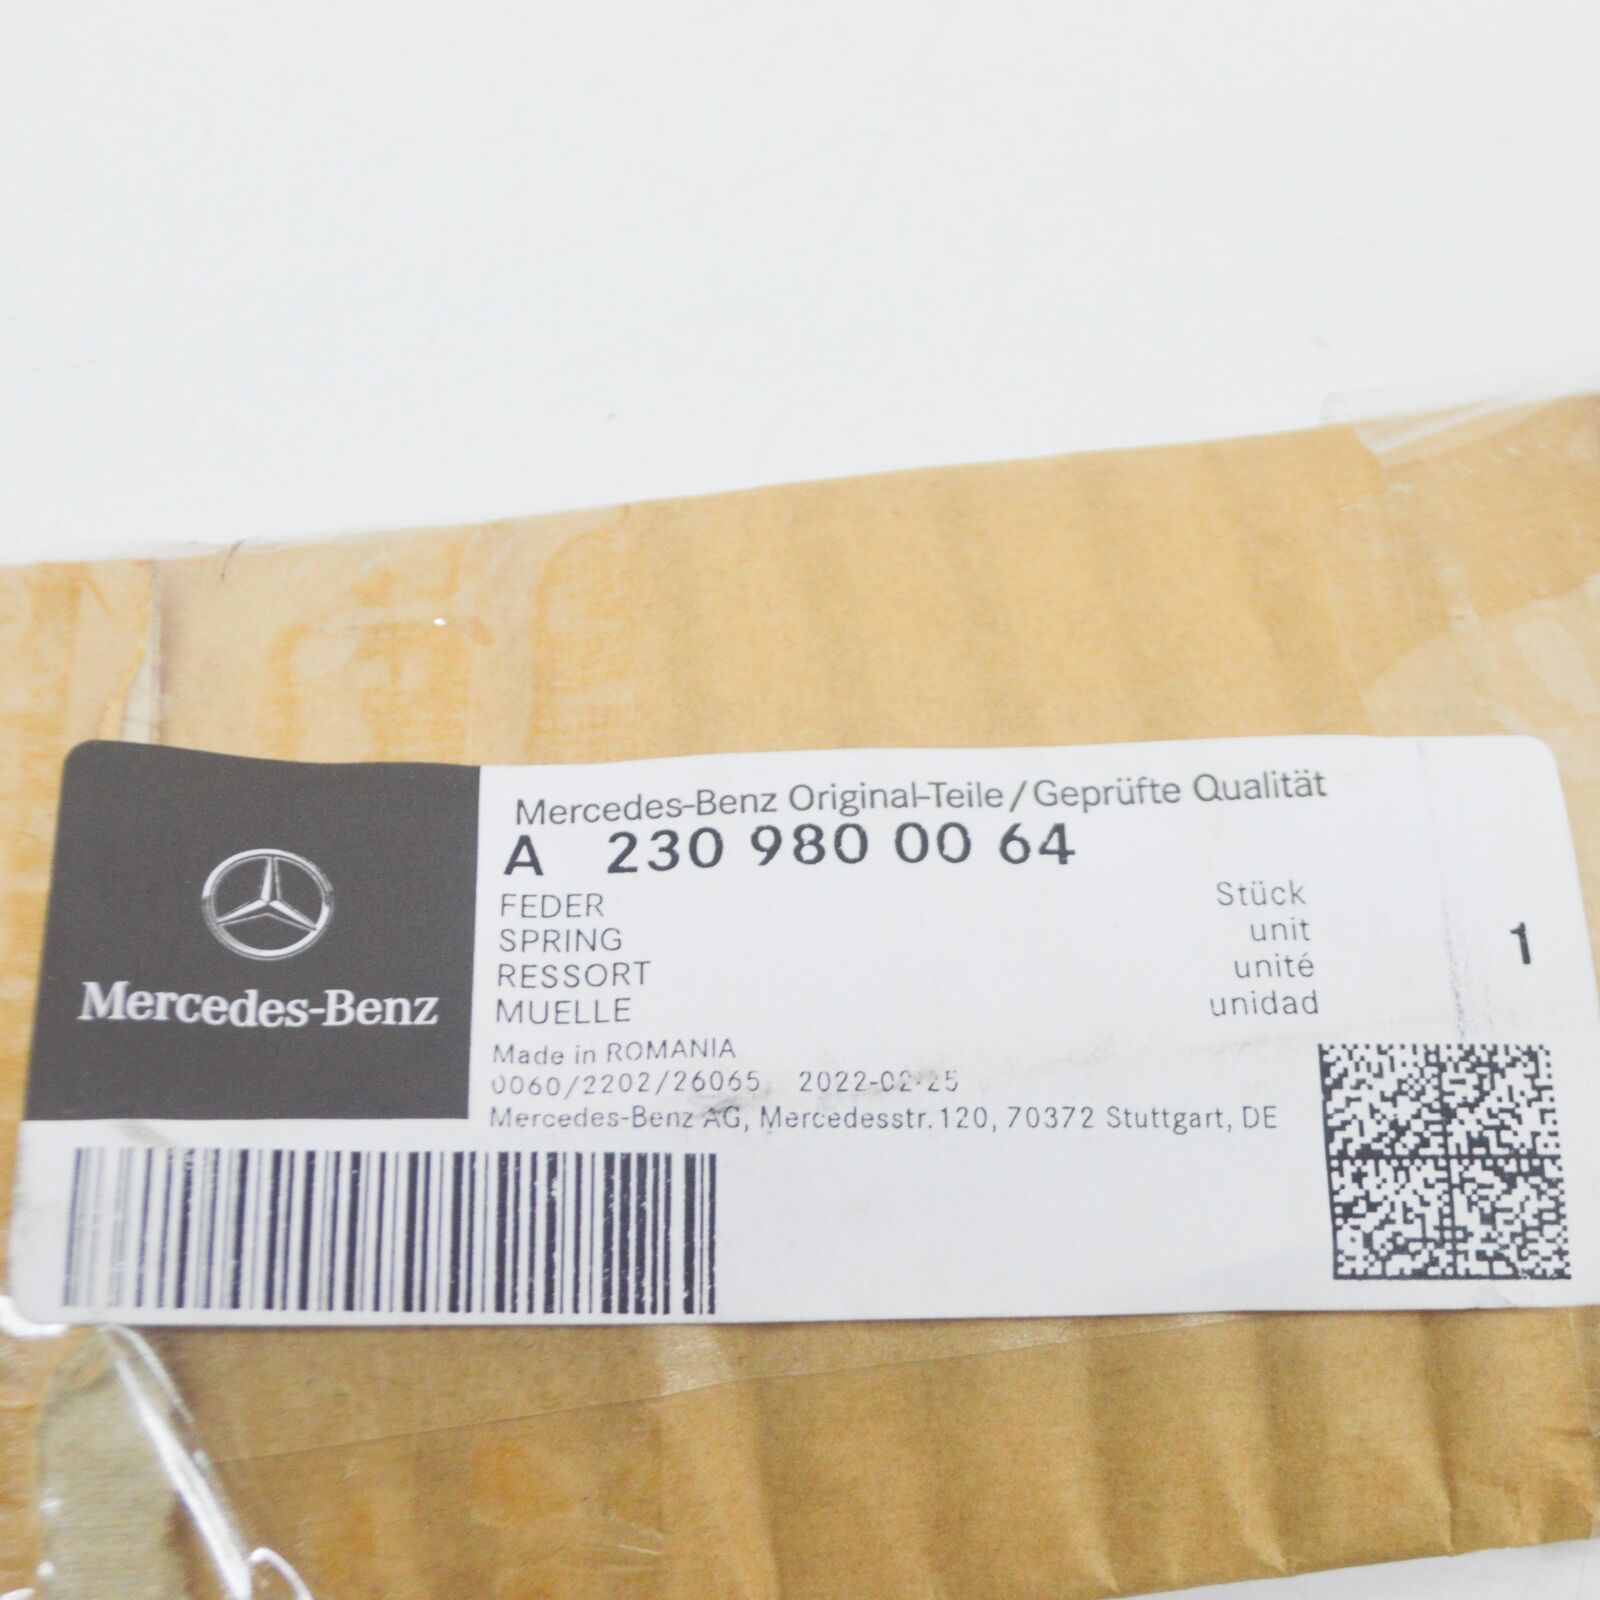 Mercedes-Benz
Mercedes-Benz Original-Teile/Geprüfte Qualität
A 230 980 00 64
FEDER
SPRING
RESSORT
MUELLE
Stück
unit
unité
unidad
1
Made in ROMANIA
0060/2202/26065 2022-02-25
Mercedes-Benz AG, Mercedesstr.120, 70372 Stuttgart, DE